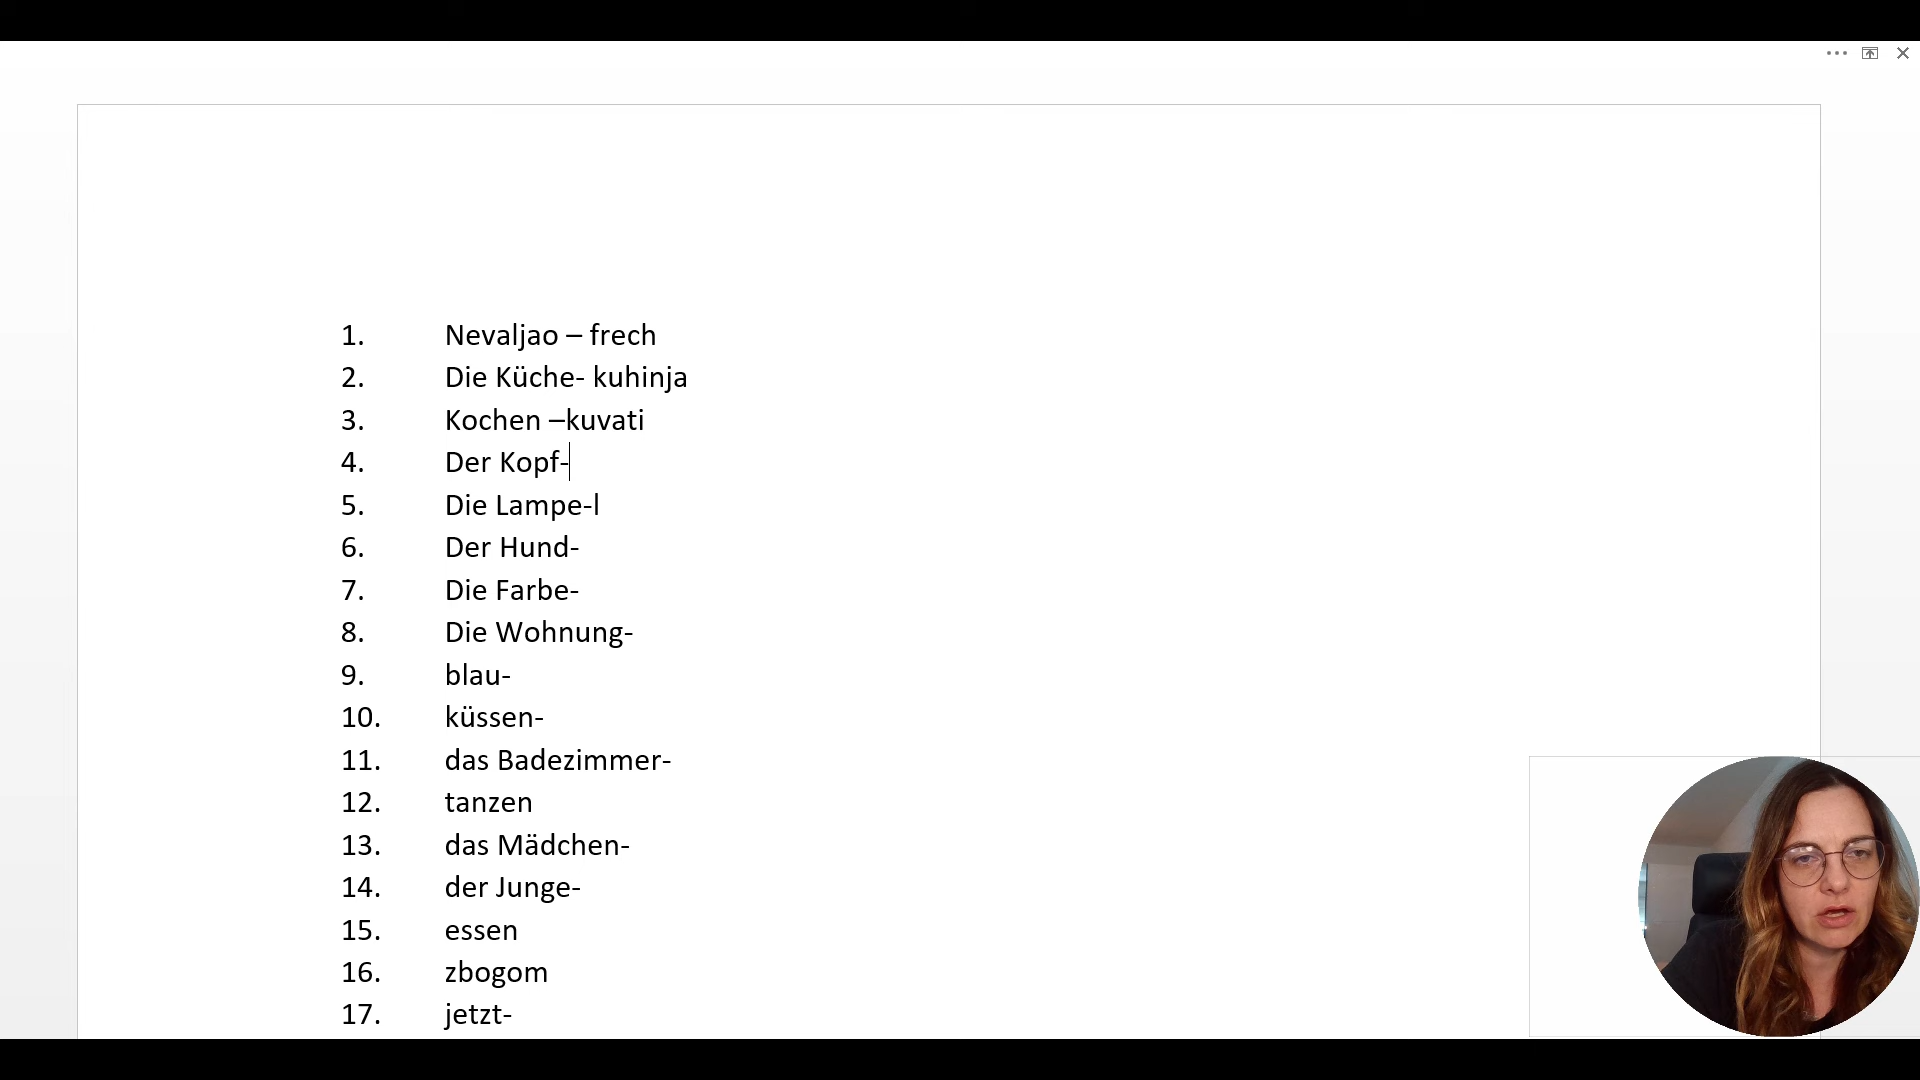 1. Nevaljao – frech
2. Die Küche- kuhinja
3. Kochen –kuvati
4. Der Kopf-
5. Die Lampe-l
6. Der Hund-
7. Die Farbe-
8. Die Wohnung-
9. blau-
10. küssen-
11. das Badezimmer-
12. tanzen
13. das Mädchen-
14. der Junge-
15. essen
16. zbogom
17. jetzt-